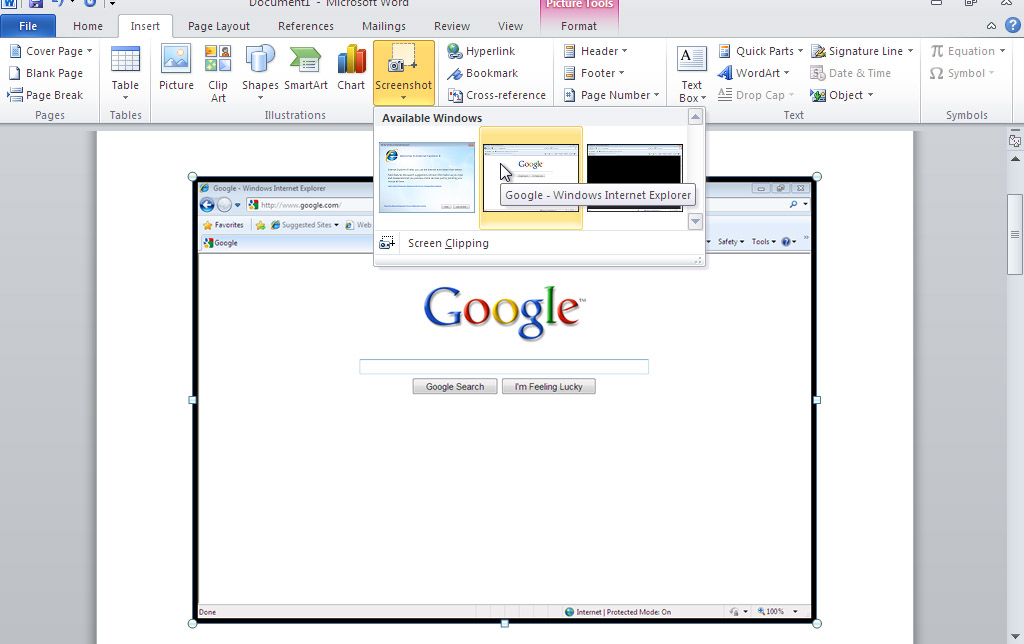 Document1 - Microsoft Word
Picture Tools
File Home Insert Page Layout References Mailings Review View Format
Cover Page
Blank Page
Page Break
Pages
Table
Tables
Picture
Clip
Art
Shapes
SmartArt
Chart
Screenshot
Illustrations
Hyperlink
Bookmark
Cross-reference
Header
Footer
Page Number
Text
Box
Quick Parts
WordArt
Drop Cap
Signature Line
Date & Time
Object
Text
Equation
Symbol
Symbols
Available Windows
Google
Google - Windows Internet Explorer
Screen Clipping
Google - Windows Internet Explorer
http://www.google.com/
Favorites Suggested Sites Web
Google
Safety Tools
Google™
Google Search I'm Feeling Lucky
Done Internet | Protected Mode: On 100%